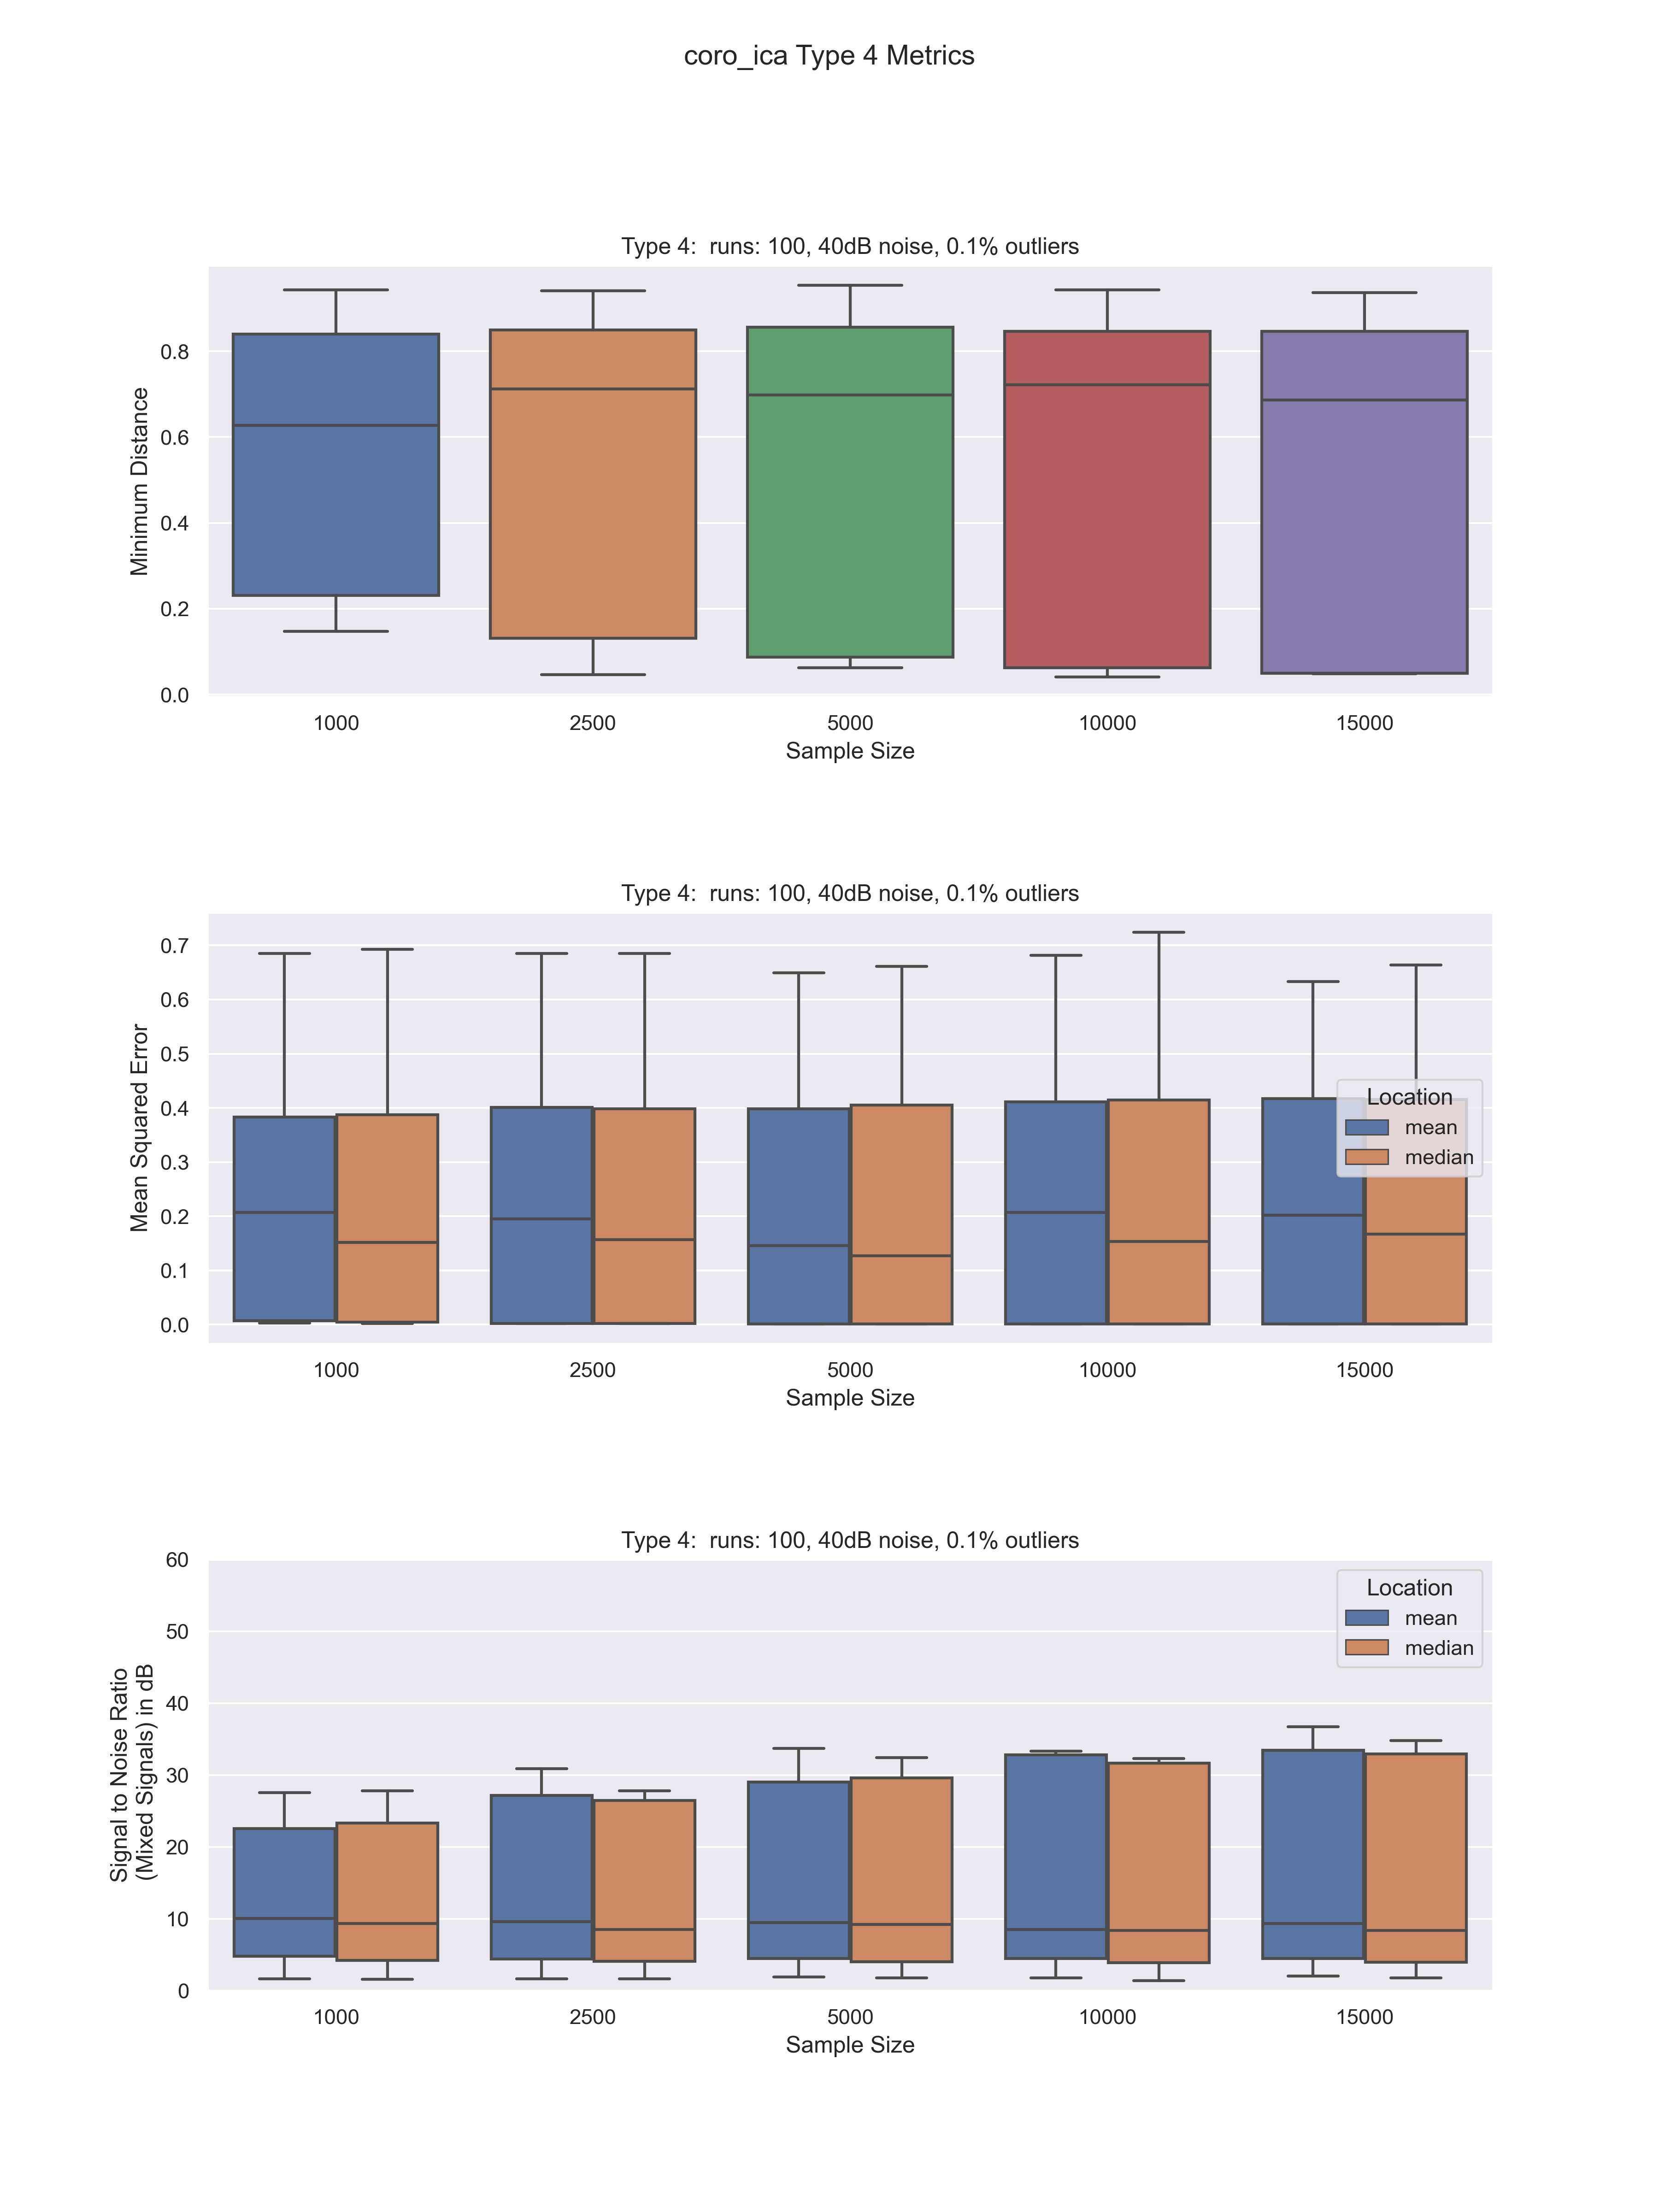 coro_ica Type 4 Metrics
Type 4:  runs: 100, 40dB noise, 0.1% outliers
Minimum Distance
0.8
0.6
0.4
0.2
0.0
1000 2500 5000 10000 15000
Sample Size
Type 4:  runs: 100, 40dB noise, 0.1% outliers
Mean Squared Error
0.7
0.6
0.5
0.4
0.3
0.2
0.1
0.0
Location
mean
median
1000 2500 5000 10000 15000
Sample Size
Type 4:  runs: 100, 40dB noise, 0.1% outliers
Signal to Noise Ratio
(Mixed Signals) in dB
60
50
40
30
20
10
0
Location
mean
median
1000 2500 5000 10000 15000
Sample Size